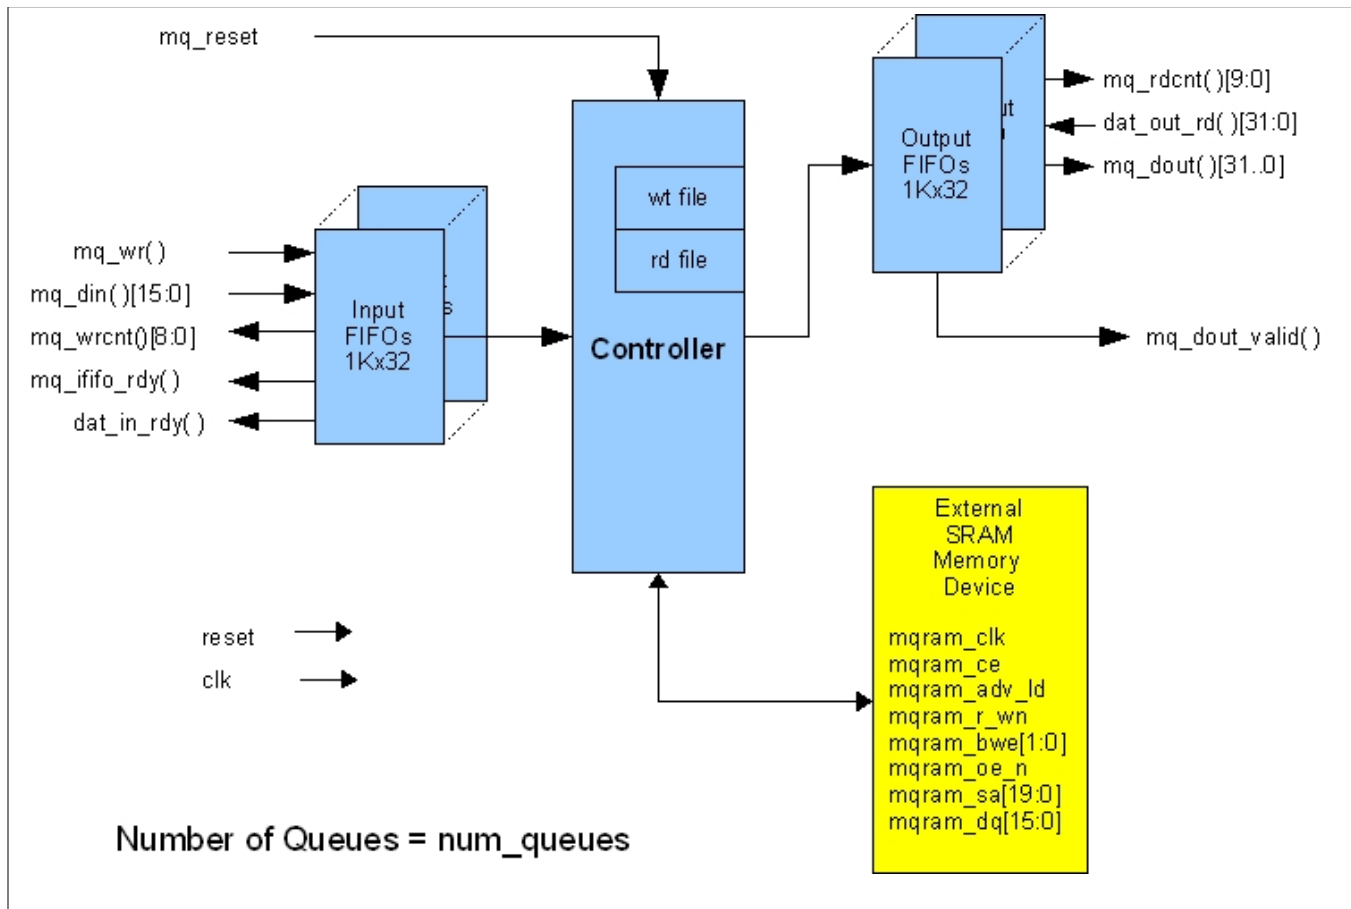 mq_reset
mq_rdcnt( )[9:0]
dat_out_rd( )[31:0]
mq_dout( )[31..0]
Output
FIFOs
1Kx32
wt file
rd file
mq_wr( )
mq_din( )[15:0]
mq_wrcnt()[8:0]
mq_ififo_rdy( )
dat_in_rdy( )
Input
FIFOs
1Kx32
Controller
mq_dout_valid( )
External
SRAM
Memory
Device
mqram_clk
mqram_ce
mqram_adv_ld
mqram_r_wn
mqram_bwe[1:0]
mqram_oe_n
mqram_sa[19:0]
mqram_dq[15:0]
reset
clk
Number of Queues = num_queues